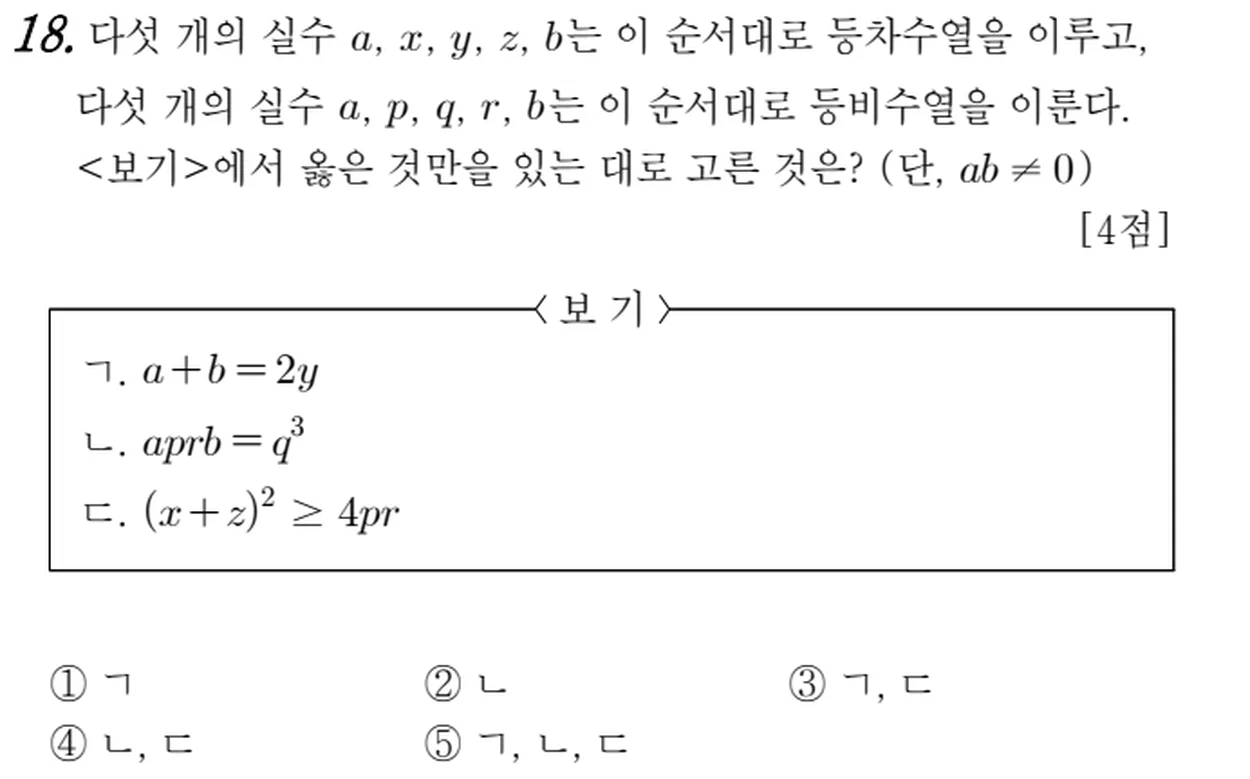 18. 다섯 개의 실수 a, x, y, z, b는 이 순서대로 등차수열을 이루고,
다섯 개의 실수 a, p, q, r, b는 이 순서대로 등비수열을 이룬다.
<보기>에서 옳은 것만을 있는 대로 고른 것은? (단, ab ≠ 0)
[4점]
〈보 기〉
ㄱ. a+b=2y
ㄴ. aprb=q³
ㄷ. (x+z)² ≥ 4pr
① ㄱ ② ㄴ ③ ㄱ, ㄷ
④ ㄴ, ㄷ ⑤ ㄱ, ㄴ, ㄷ